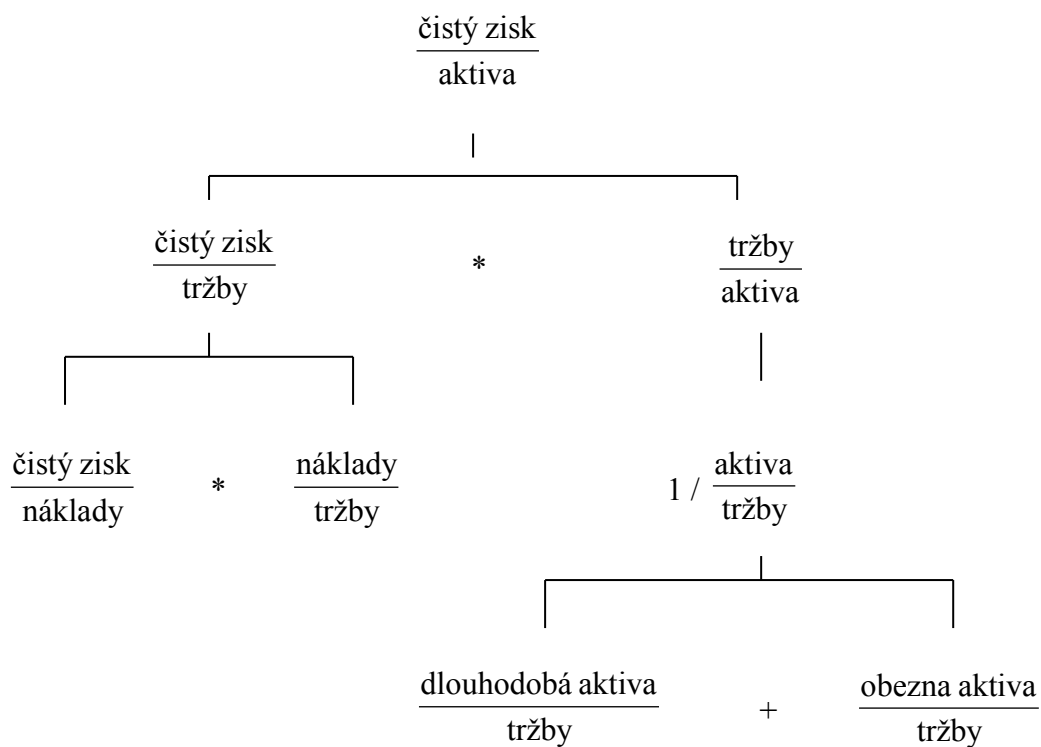 čistý zisk
aktiva
čistý zisk
tržby
*
tržby
aktiva
čistý zisk
náklady
*
náklady
tržby
1 /
aktiva
tržby
dlouhodobá aktiva
tržby
+
obezna aktiva
tržby